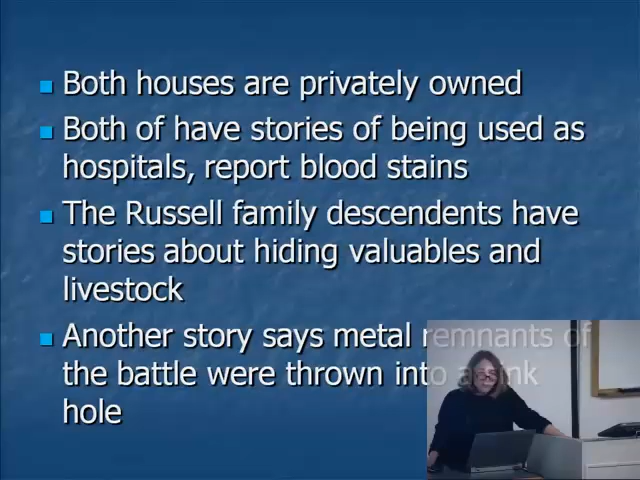 Both houses are privately owned
Both of have stories of being used as
hospitals, report blood stains
The Russell family descendents have
stories about hiding valuables and
livestock
Another story says metal remnants of
the battle were thrown into a sink
hole